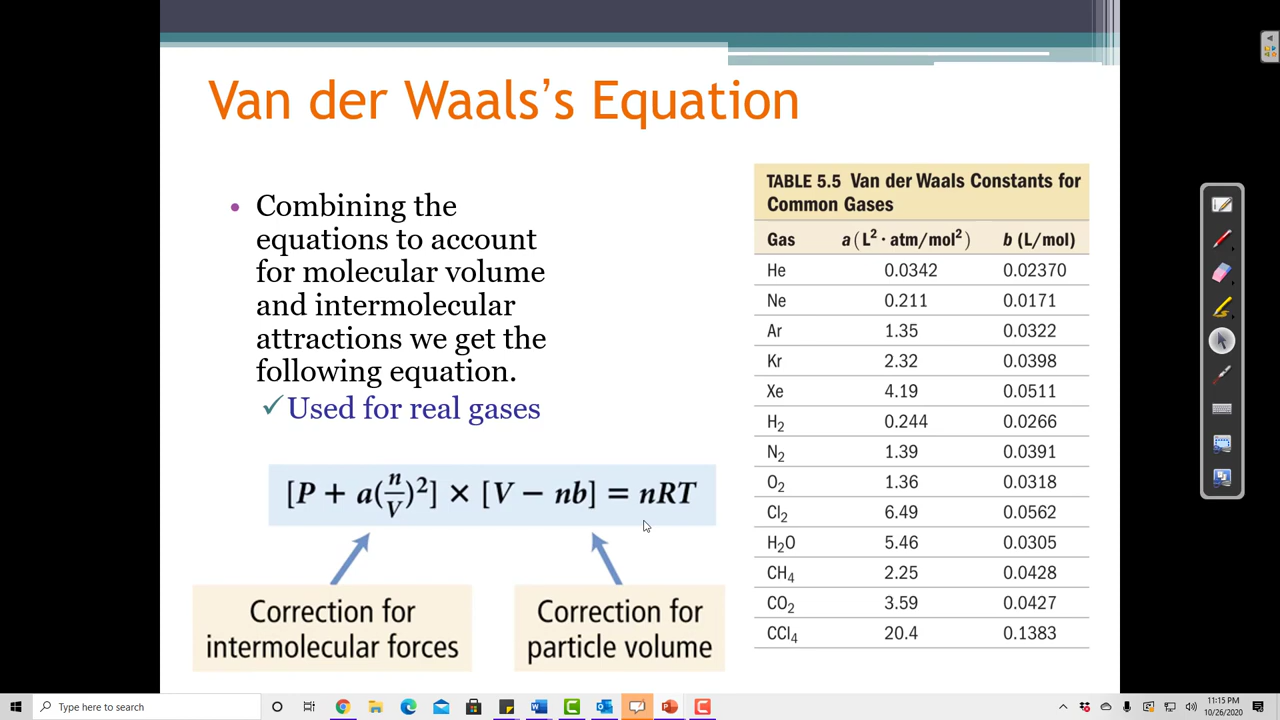 Van der Waals's Equation
• Combining the
equations to account
for molecular volume
and intermolecular
attractions we get the
following equation.
✓Used for real gases
[P + a(n/V)²] × [V − nb] = nRT
Correction for
intermolecular forces
Correction for
particle volume
TABLE 5.5 Van der Waals Constants for
Common Gases
Gas a (L² · atm/mol²) b (L/mol)
He 0.0342 0.02370
Ne 0.211 0.0171
Ar 1.35 0.0322
Kr 2.32 0.0398
Xe 4.19 0.0511
H₂ 0.244 0.0266
N₂ 1.39 0.0391
O₂ 1.36 0.0318
Cl₂ 6.49 0.0562
H₂O 5.46 0.0305
CH₄ 2.25 0.0428
CO₂ 3.59 0.0427
CCl₄ 20.4 0.1383
Type here to search
11:15 PM
10/26/2020